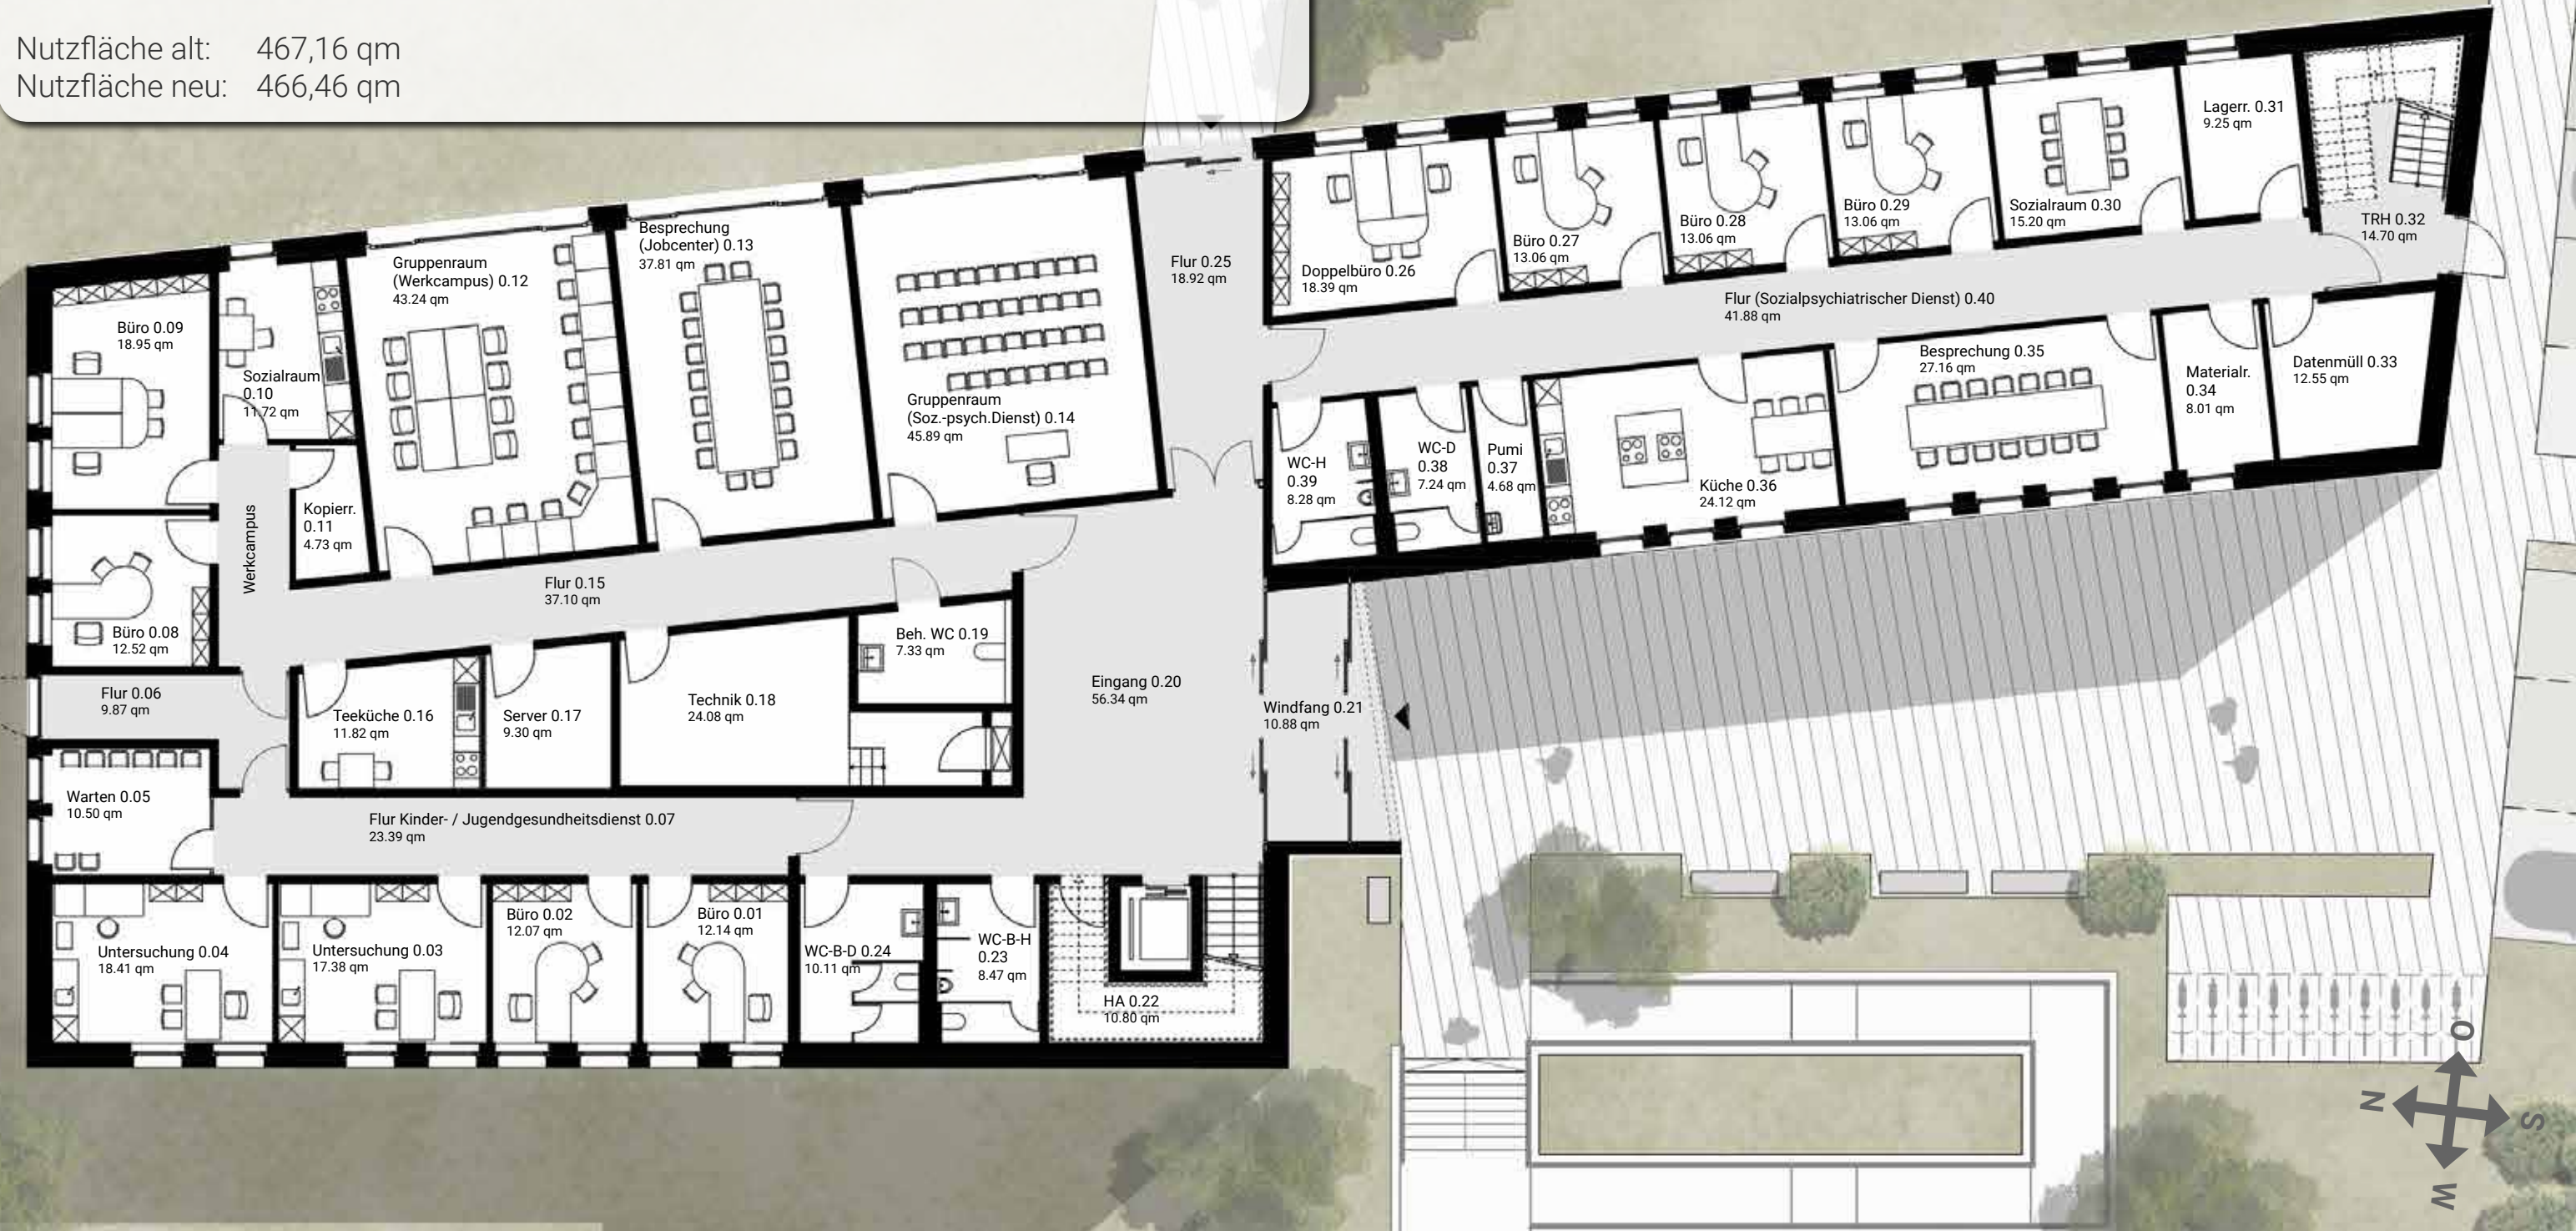 Nutzfläche alt: 467,16 qm
Nutzfläche neu: 466,46 qm
Büro 0.09
18.95 qm
Sozialraum
0.10
11.72 qm
Gruppenraum
(Werkcampus) 0.12
43.24 qm
Besprechung
(Jobcenter) 0.13
37.81 qm
Gruppenraum
(Soz.-psych.Dienst) 0.14
45.89 qm
Flur 0.25
18.92 qm
Doppelbüro 0.26
18.39 qm
Büro 0.27
13.06 qm
Büro 0.28
13.06 qm
Büro 0.29
13.06 qm
Sozialraum 0.30
15.20 qm
Lagerr. 0.31
9.25 qm
TRH 0.32
14.70 qm
Flur (Sozialpsychiatrischer Dienst) 0.40
41.88 qm
WC-H
0.39
8.28 qm
WC-D
0.38
7.24 qm
Pumi
0.37
4.68 qm
Küche 0.36
24.12 qm
Besprechung 0.35
27.16 qm
Materialr.
0.34
8.01 qm
Datenmüll 0.33
12.55 qm
Werkcampus
Kopierr.
0.11
4.73 qm
Büro 0.08
12.52 qm
Flur 0.15
37.10 qm
Flur 0.06
9.87 qm
Teeküche 0.16
11.82 qm
Server 0.17
9.30 qm
Technik 0.18
24.08 qm
Beh. WC 0.19
7.33 qm
Eingang 0.20
56.34 qm
Windfang 0.21
10.88 qm
Warten 0.05
10.50 qm
Flur Kinder- / Jugendgesundheitsdienst 0.07
23.39 qm
Untersuchung 0.04
18.41 qm
Untersuchung 0.03
17.38 qm
Büro 0.02
12.07 qm
Büro 0.01
12.14 qm
WC-B-D 0.24
10.11 qm
WC-B-H
0.23
8.47 qm
HA 0.22
10.80 qm
O
N
S
W